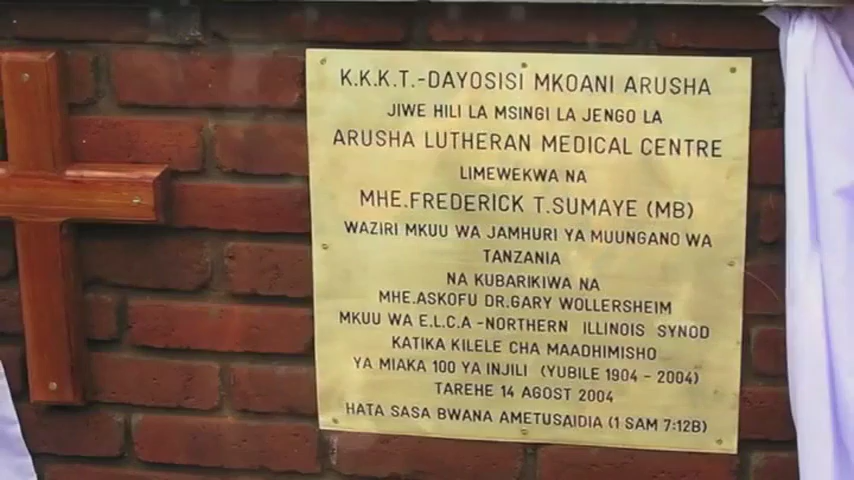 K.K.K.T.-DAYOSISI MKOANI ARUSHA
JIWE HILI LA MSINGI LA JENGO LA
ARUSHA LUTHERAN MEDICAL CENTRE
LIMEWEKWA NA
MHE.FREDERICK T.SUMAYE (MB)
WAZIRI MKUU WA JAMHURI YA MUUNGANO WA
TANZANIA
NA KUBARIKIWA NA
MHE.ASKOFU DR.GARY WOLLERSHEIM
MKUU WA E.L.C.A-NORTHERN ILLINOIS SYNOD
KATIKA KILELE CHA MAADHIMISHO
YA MIAKA 100 YA INJILI (YUBILE 1904 - 2004)
TAREHE 14 AGOST 2004
HATA SASA BWANA AMETUSAIDIA (1 SAM 7:12B)